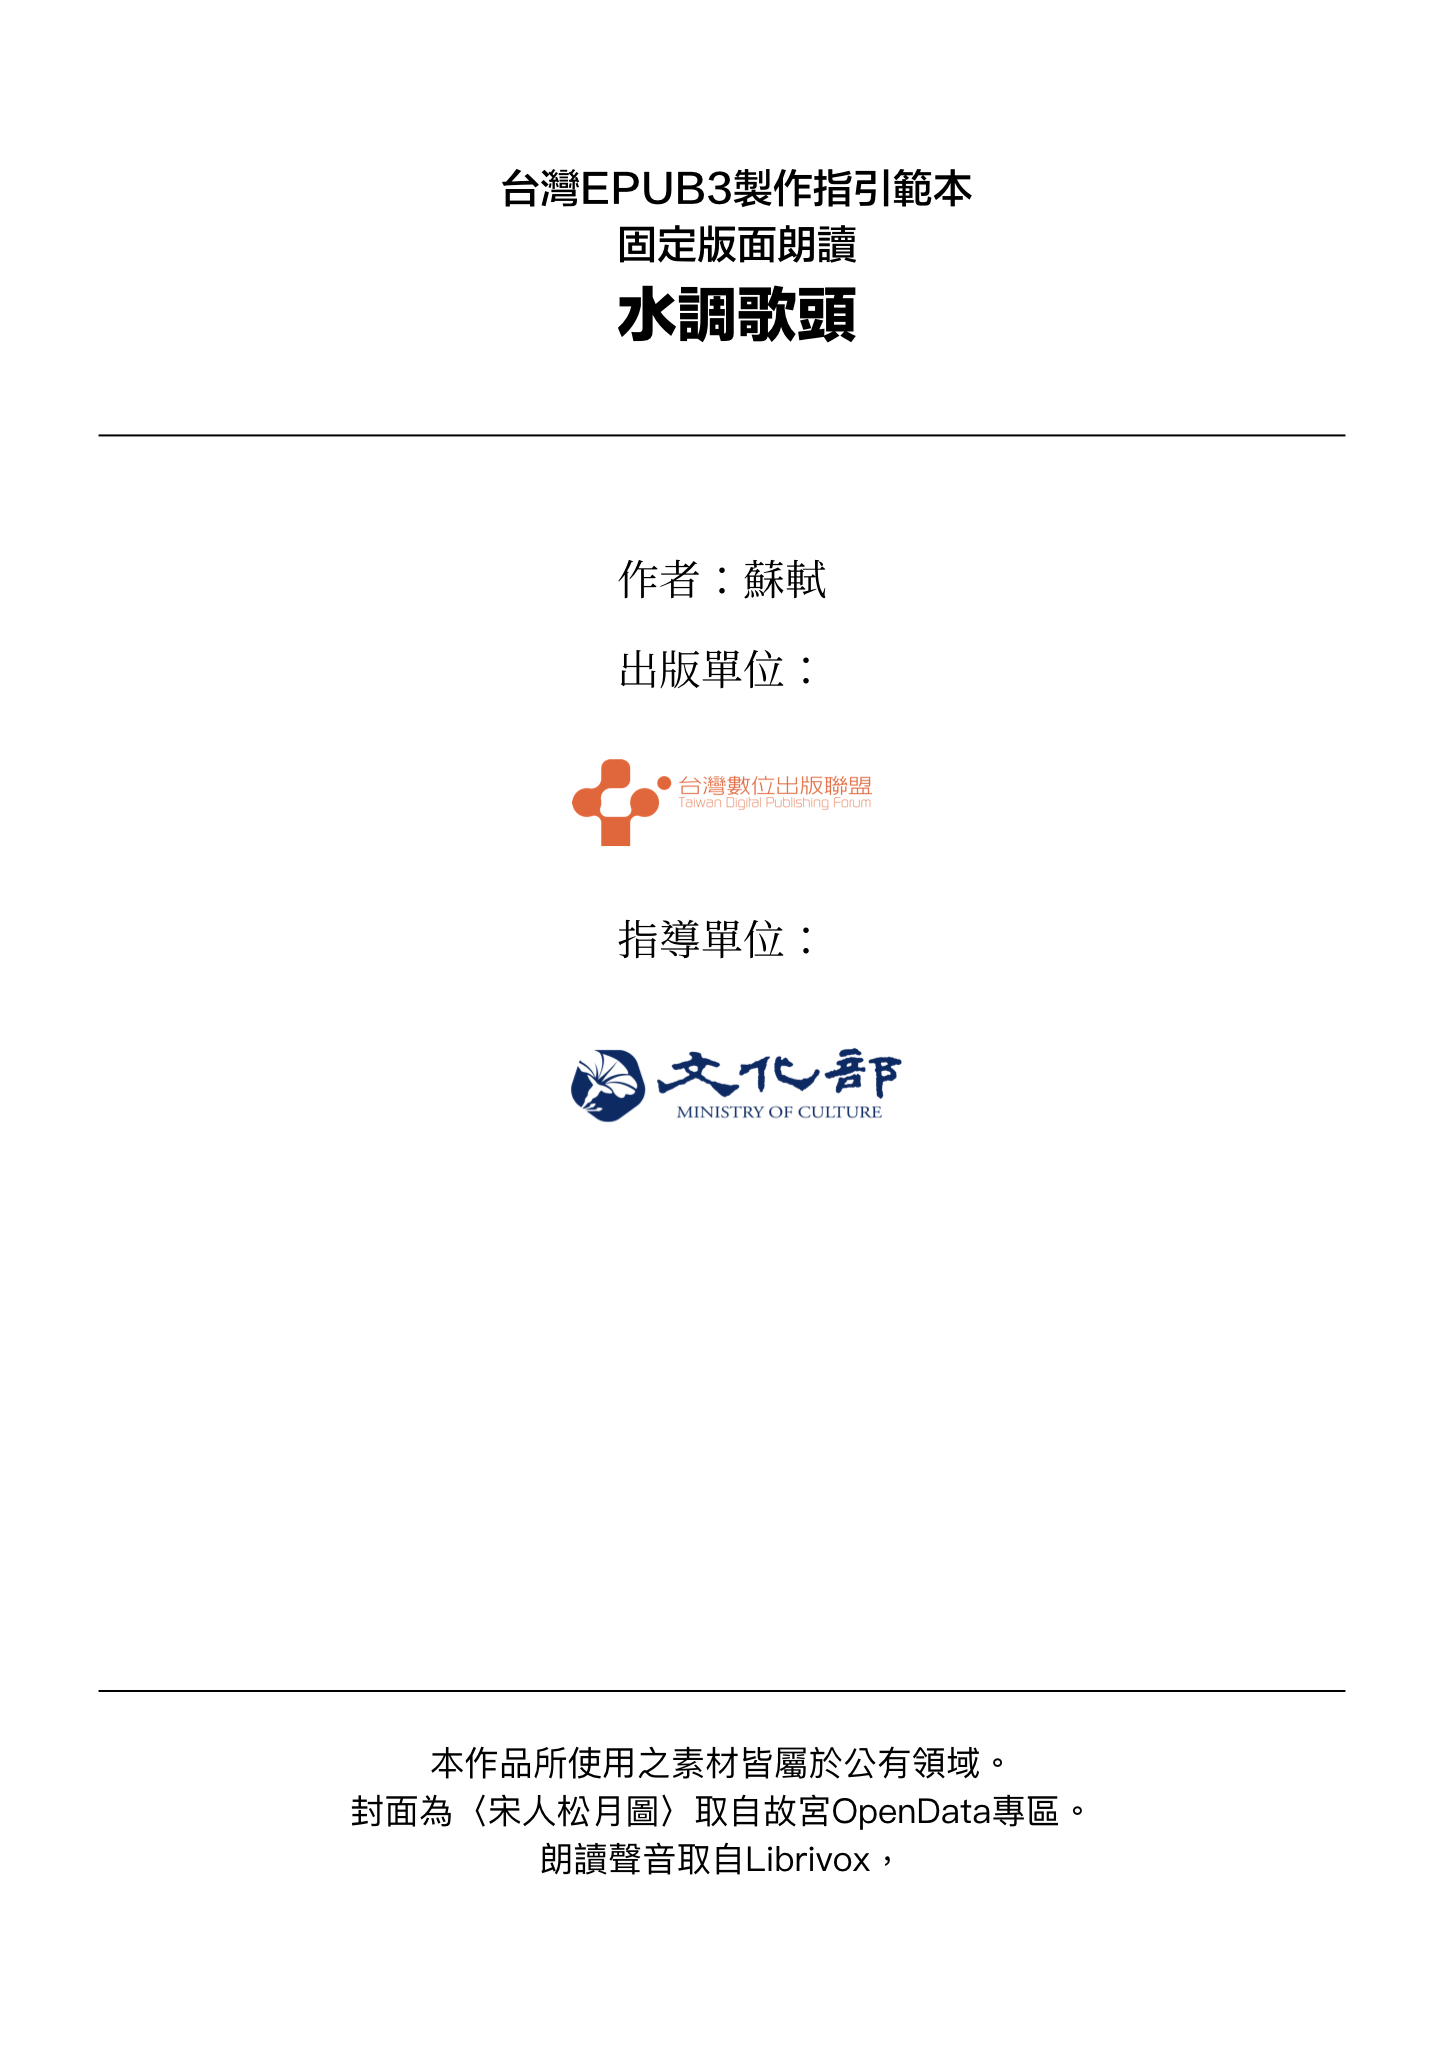 台灣EPUB3製作指引範本
固定版面朗讀
水調歌頭
作者：蘇軾
出版單位：
台灣數位出版聯盟
Taiwan Digital Publishing Forum
指導單位：
文化部
MINISTRY OF CULTURE
本作品所使用之素材皆屬於公有領域。
封面為〈宋人松月圖〉取自故宮OpenData專區。
朗讀聲音取自Librivox，